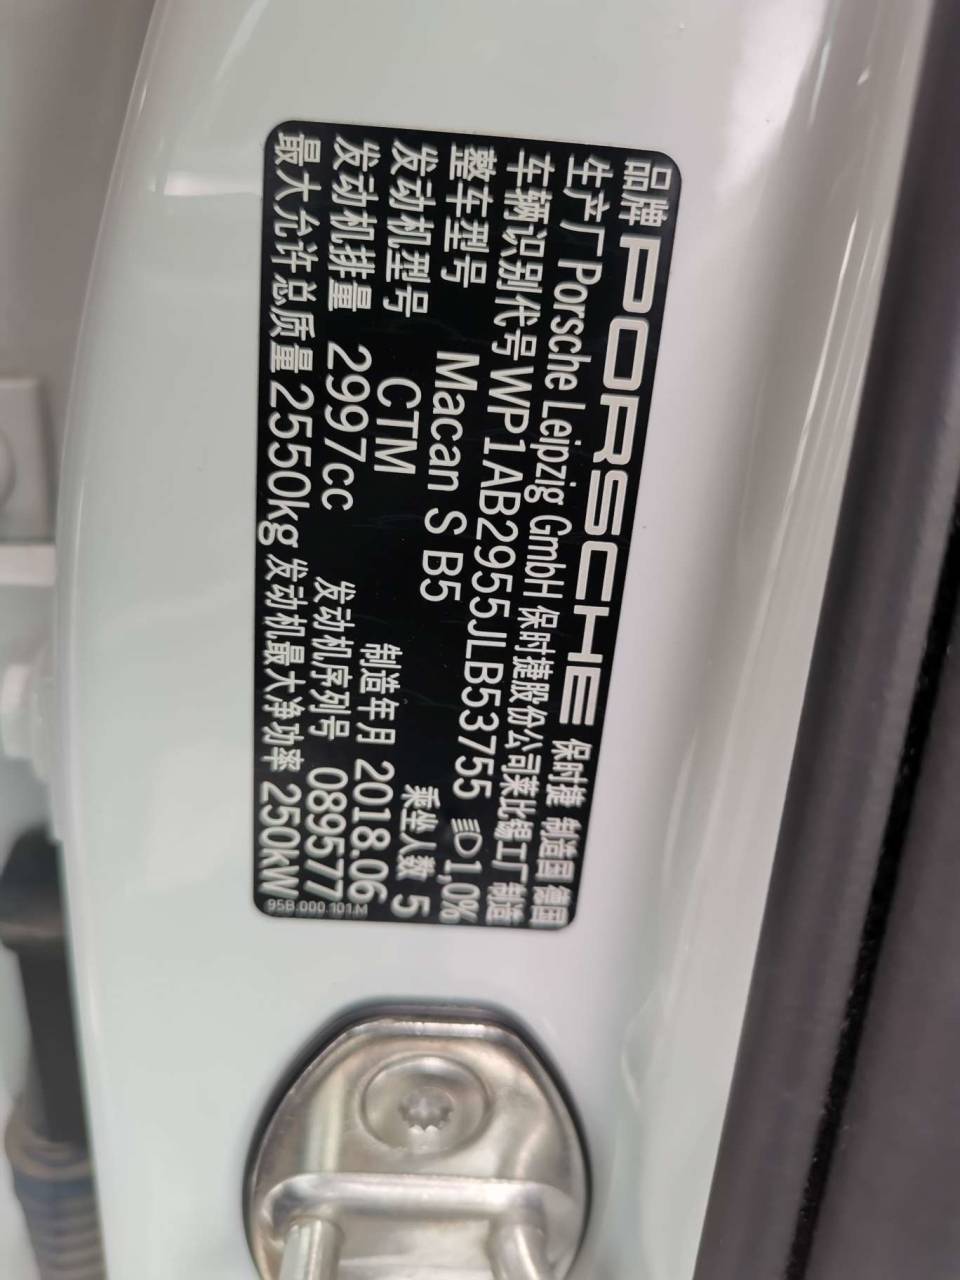 品牌 PORSCHE 保时捷 制造国 德国
生产厂 Porsche Leipzig GmbH 保时捷股份公司莱比锡工厂制造
车辆识别代号 WP1AB2955JLB53755 1,0%
整车型号 Macan S B5 乘坐人数 5
发动机型号 CTM 制造年月 2018.06
发动机排量 2997cc 发动机序列号 089577
最大允许总质量 2550kg 发动机最大净功率 250kW
95B.000.101.M